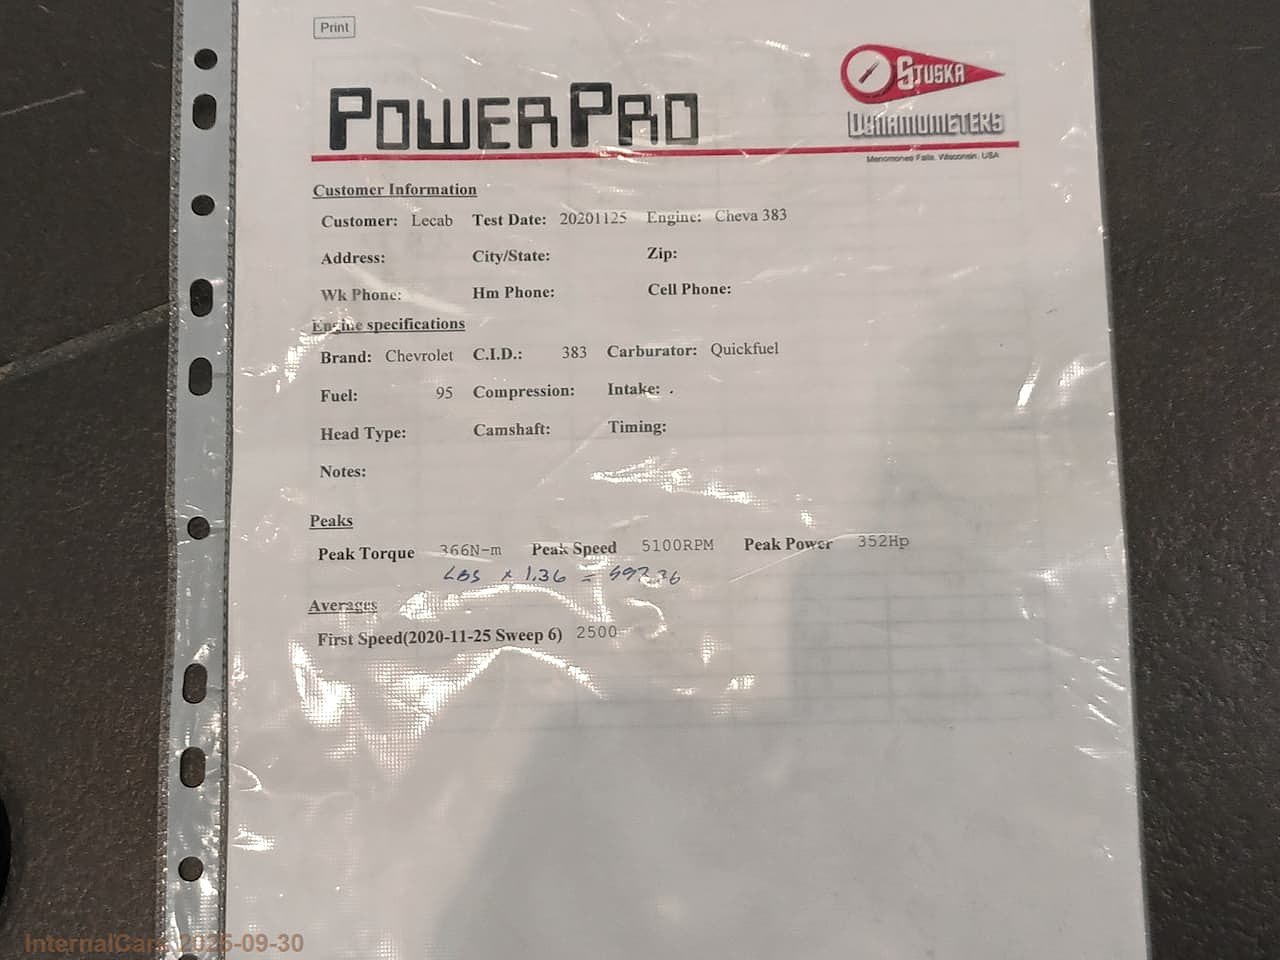 Print
POWERPRO
STUSKA
DYNAMOMETERS
Menomonee Falls, Wisconsin, USA
Customer Information
Customer: Lecab Test Date: 20201125 Engine: Cheva 383
Address: City/State: Zip:
Wk Phone: Hm Phone: Cell Phone:
Engine specifications
Brand: Chevrolet C.I.D.: 383 Carburator: Quickfuel
Fuel: 95 Compression: Intake: .
Head Type: Camshaft: Timing:
Notes:
Peaks
Peak Torque 366N-m Peak Speed 5100RPM Peak Power 352Hp
LBS x 1.36 =
Averages
First Speed(2020-11-25 Sweep 6) 2500
InternalCars 2025-09-30